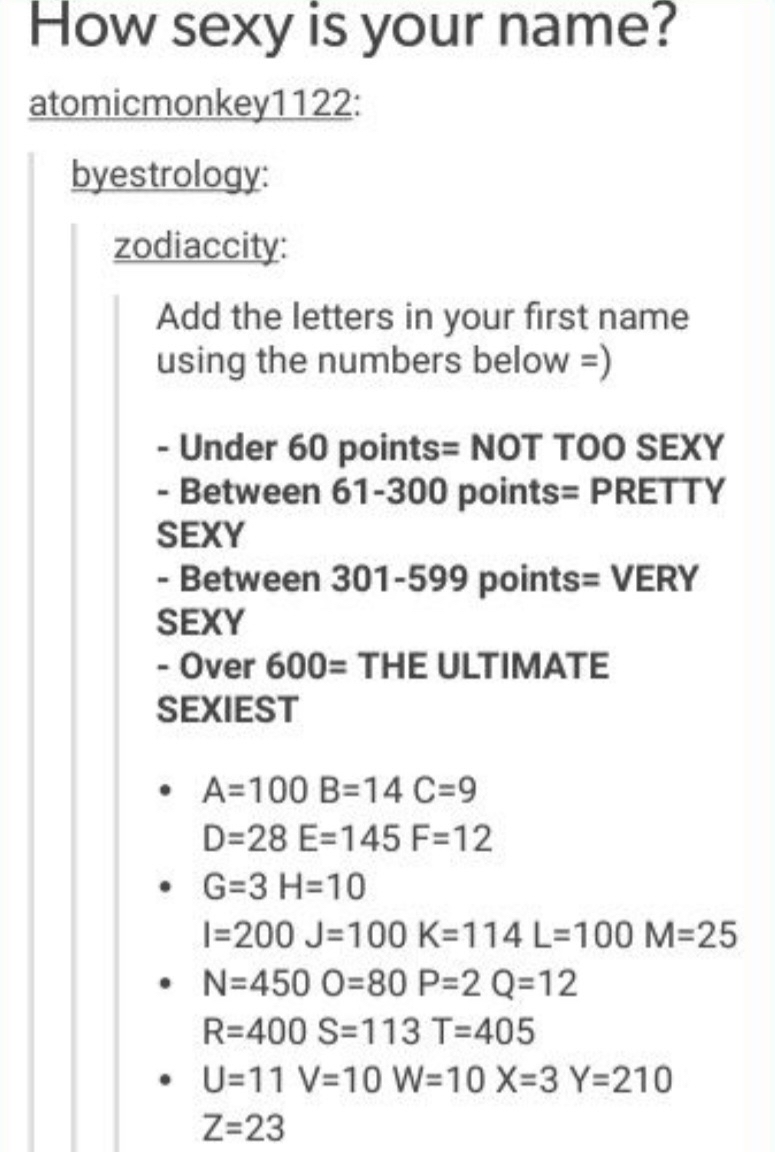 How sexy is your name?
atomicmonkey1122:
byestrology:
zodiaccity:
Add the letters in your first name
using the numbers below =)
- Under 60 points= NOT TOO SEXY
- Between 61-300 points= PRETTY
SEXY
- Between 301-599 points= VERY
SEXY
- Over 600= THE ULTIMATE
SEXIEST
• A=100 B=14 C=9
D=28 E=145 F=12
• G=3 H=10
I=200 J=100 K=114 L=100 M=25
• N=450 O=80 P=2 Q=12
R=400 S=113 T=405
• U=11 V=10 W=10 X=3 Y=210
Z=23